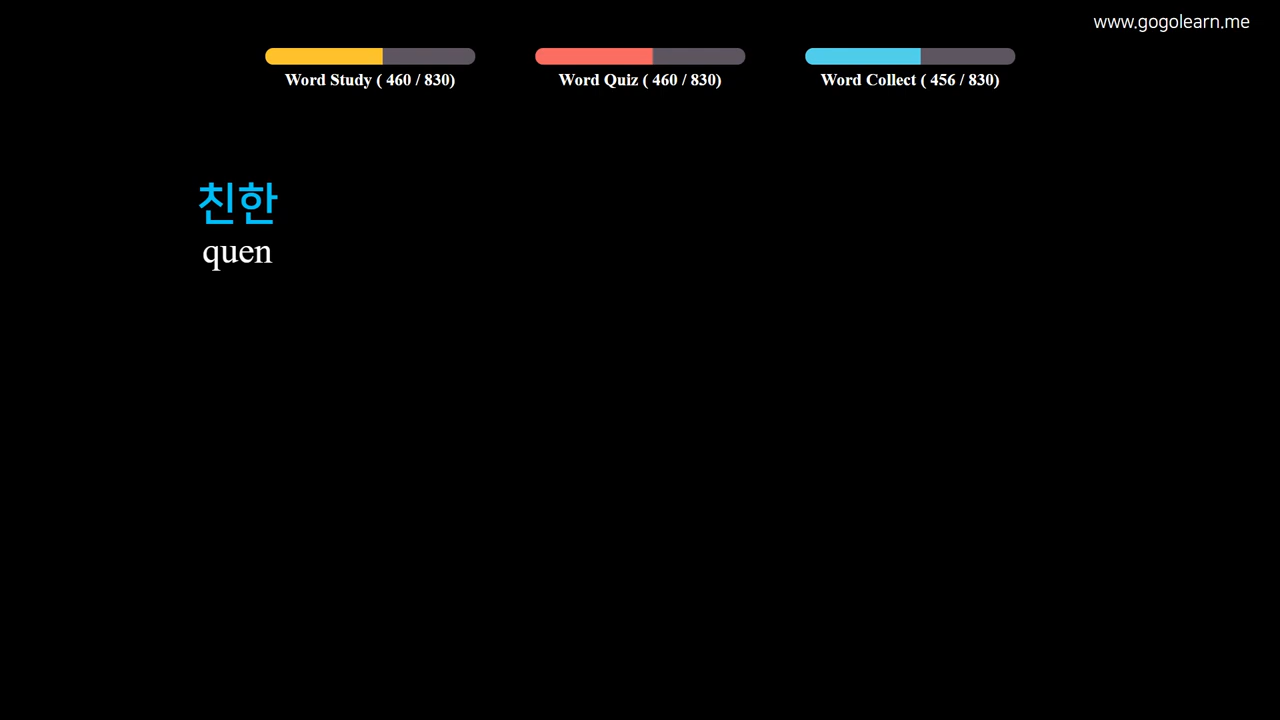 www.gogolearn.me
Word Study ( 460 / 830)
Word Quiz ( 460 / 830)
Word Collect ( 456 / 830)
친한
quen